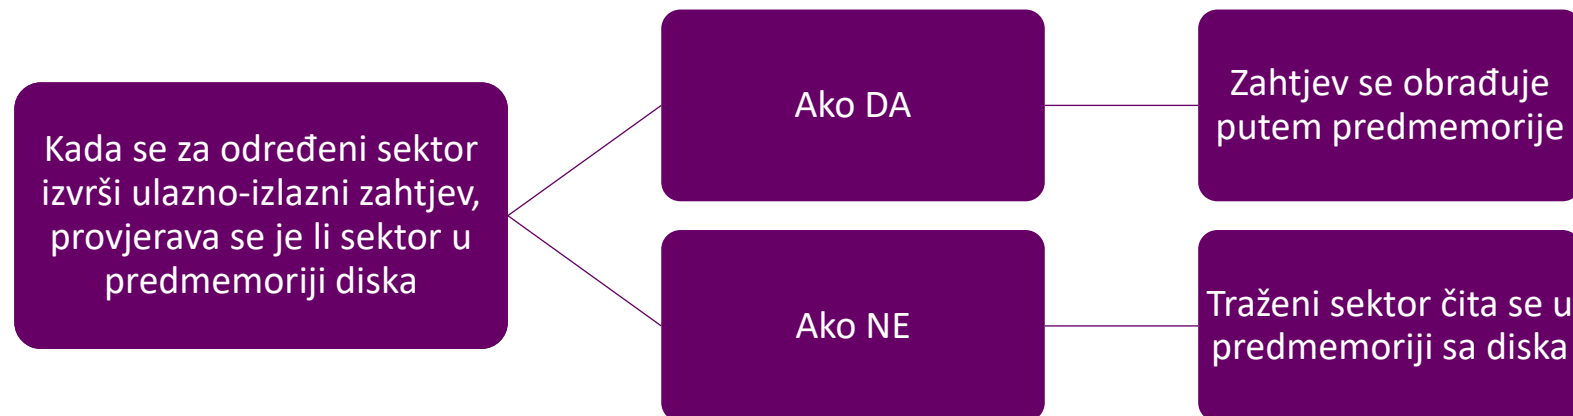 Kada se za određeni sektor
izvrši ulazno-izlazni zahtjev,
provjerava se je li sektor u
predmemoriji diska
Ako DA
Zahtjev se obrađuje
putem predmemorije
Ako NE
Traženi sektor čita se u
predmemoriji sa diska